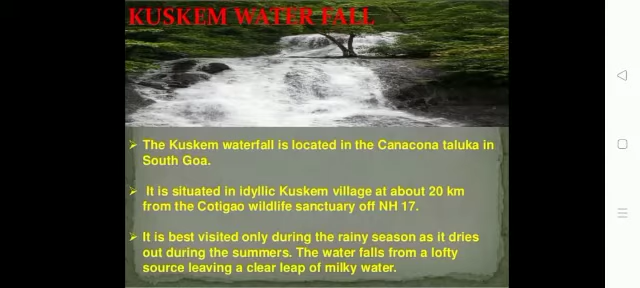 KUSKEM WATER FALL
➢ The Kuskem waterfall is located in the Canacona taluka in
South Goa.
➢ It is situated in idyllic Kuskem village at about 20 km
from the Cotigao wildlife sanctuary off NH 17.
➢ It is best visited only during the rainy season as it dries
out during the summers. The water falls from a lofty
source leaving a clear leap of milky water.